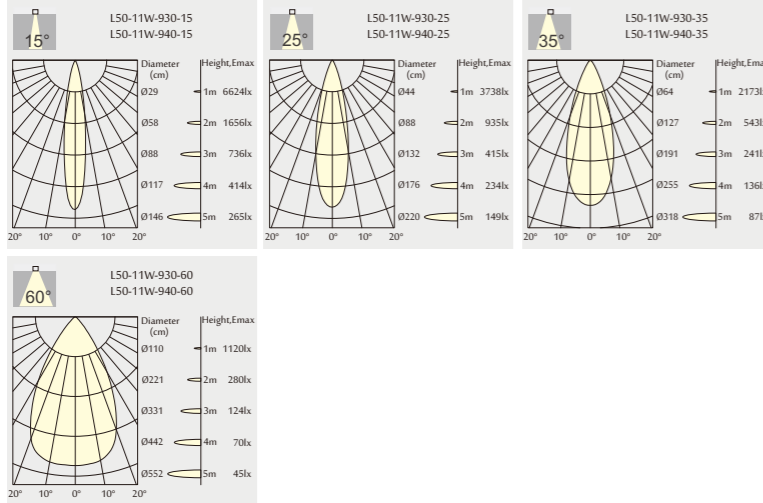 15°
L50-11W-930-15
L50-11W-940-15
Diameter
(cm)
Height,Emax
Ø29 1m 6624lx
Ø58 2m 1656lx
Ø88 3m 736lx
Ø117 4m 414lx
Ø146 5m 265lx
20° 10° 0° 10° 20°
25°
L50-11W-930-25
L50-11W-940-25
Diameter
(cm)
Height,Emax
Ø44 1m 3738lx
Ø88 2m 935lx
Ø132 3m 415lx
Ø176 4m 234lx
Ø220 5m 149lx
20° 10° 0° 10° 20°
35°
L50-11W-930-35
L50-11W-940-35
Diameter
(cm)
Height,Ema
Ø64 1m 2173l
Ø127 2m 543l
Ø191 3m 241l
Ø255 4m 136l
Ø318 5m 87l
20° 10° 0° 10° 20°
60°
L50-11W-930-60
L50-11W-940-60
Diameter
(cm)
Height,Emax
Ø110 1m 1120lx
Ø221 2m 280lx
Ø331 3m 124lx
Ø442 4m 70lx
Ø552 5m 45lx
20° 10° 0° 10° 20°